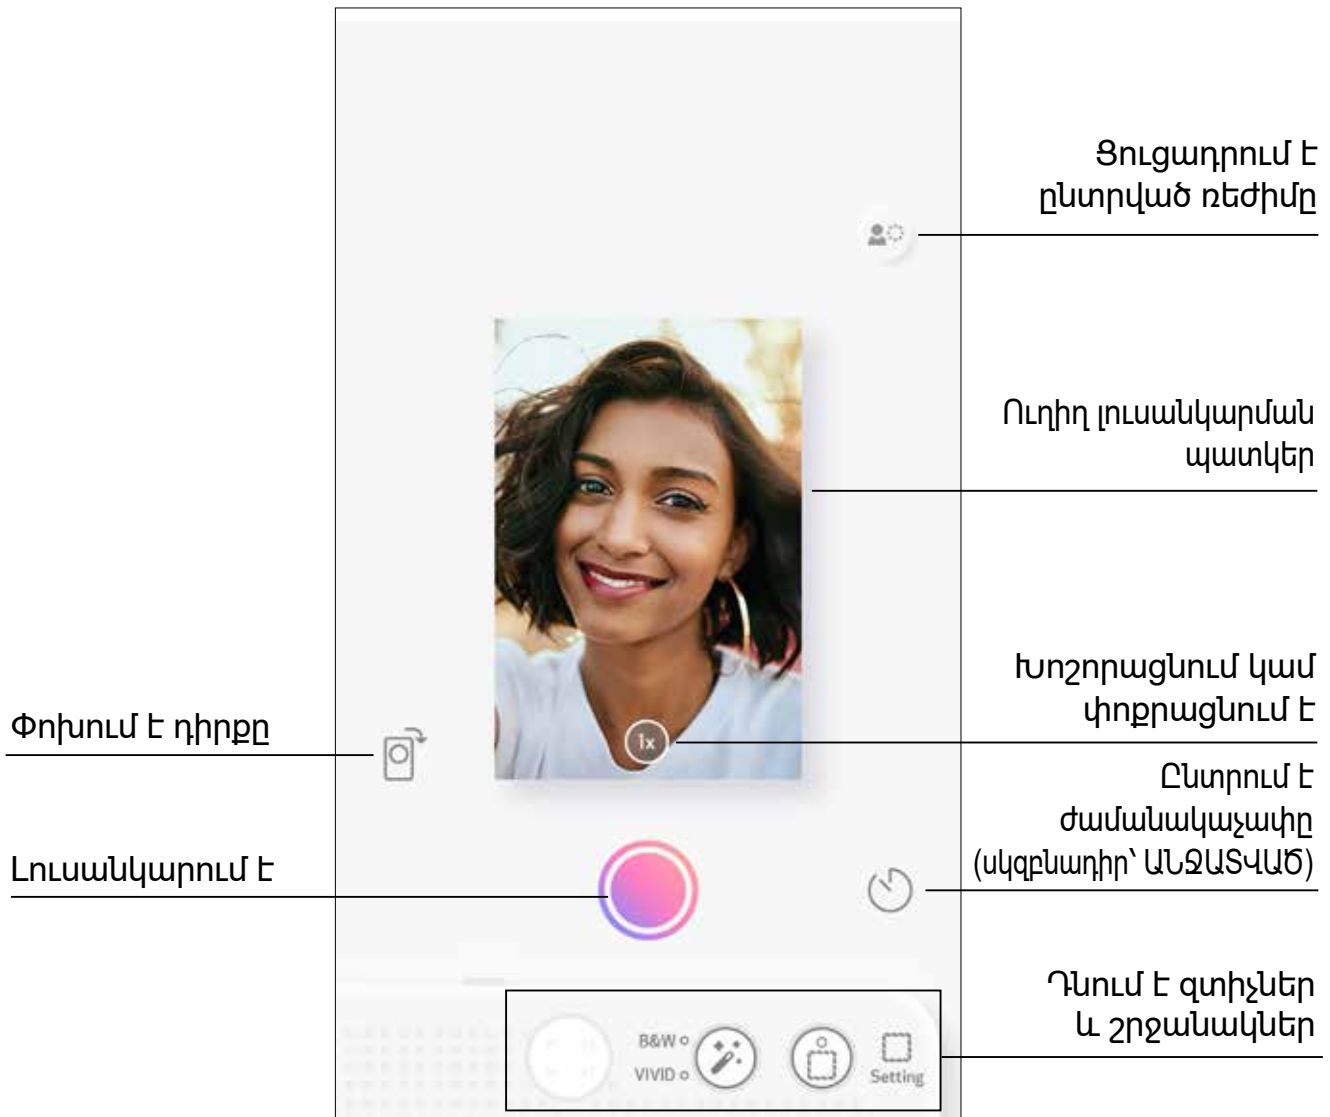 Ցուցադրում է
ընտրված ռեժիմը
Ուղիղ լուսանկարման
պատկեր
Խոշորացնում կամ
փոքրացնում է
Փոխում է դիրքը
1x
Ընտրում է
ժամանակաչափը
(սկզբնադիր՝ ԱՆՋԱՏՎԱԾ)
Լուսանկարում է
Դնում է զտիչներ
և շրջանակներ
B&W
VIVID
Setting